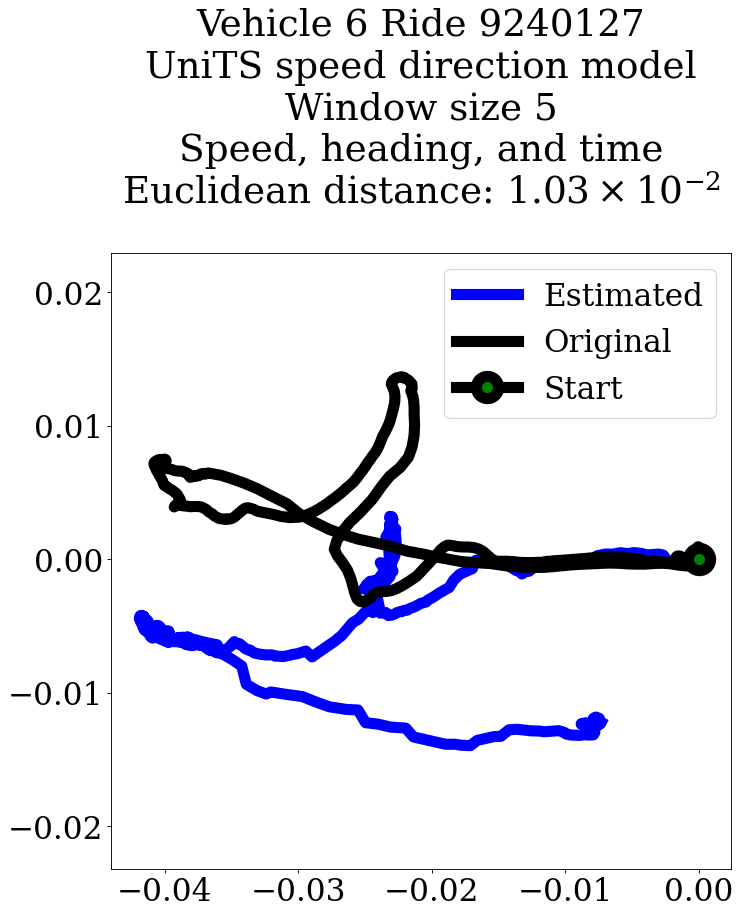 Vehicle 6 Ride 9240127
UniTS speed direction model
Window size 5
Speed, heading, and time
Euclidean distance: 1.03 × 10⁻²
Estimated
Original
Start
0.02
0.01
0.00
−0.01
−0.02
−0.04
−0.03
−0.02
−0.01
0.00